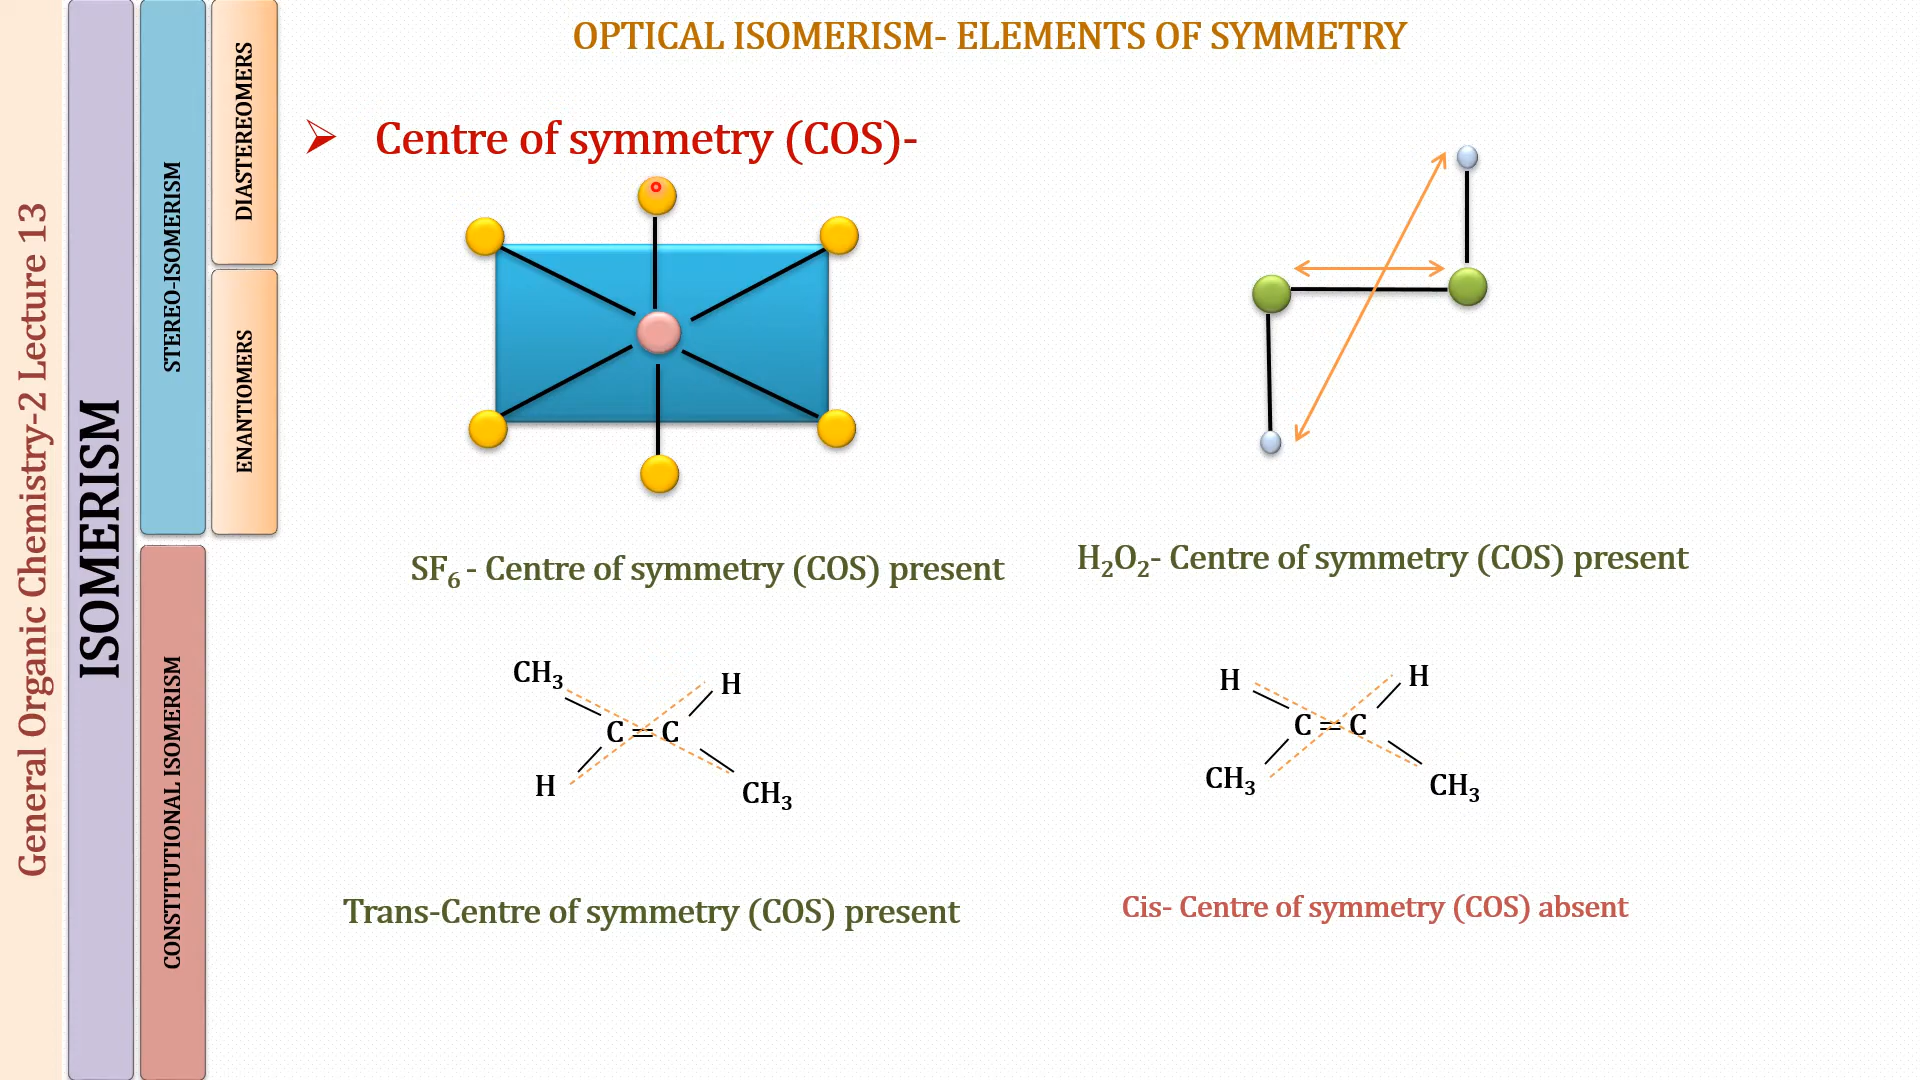 OPTICAL ISOMERISM- ELEMENTS OF SYMMETRY
General Organic Chemistry-2 Lecture 13
ISOMERISM
STEREO-ISOMERISM
CONSTITUTIONAL ISOMERISM
DIASTEREOMERS
ENANTIOMERS
➢ Centre of symmetry (COS)-
SF₆ - Centre of symmetry (COS) present
H₂O₂- Centre of symmetry (COS) present
CH₃ H
C = C
H CH₃
H H
C = C
CH₃ CH₃
Trans-Centre of symmetry (COS) present
Cis- Centre of symmetry (COS) absent